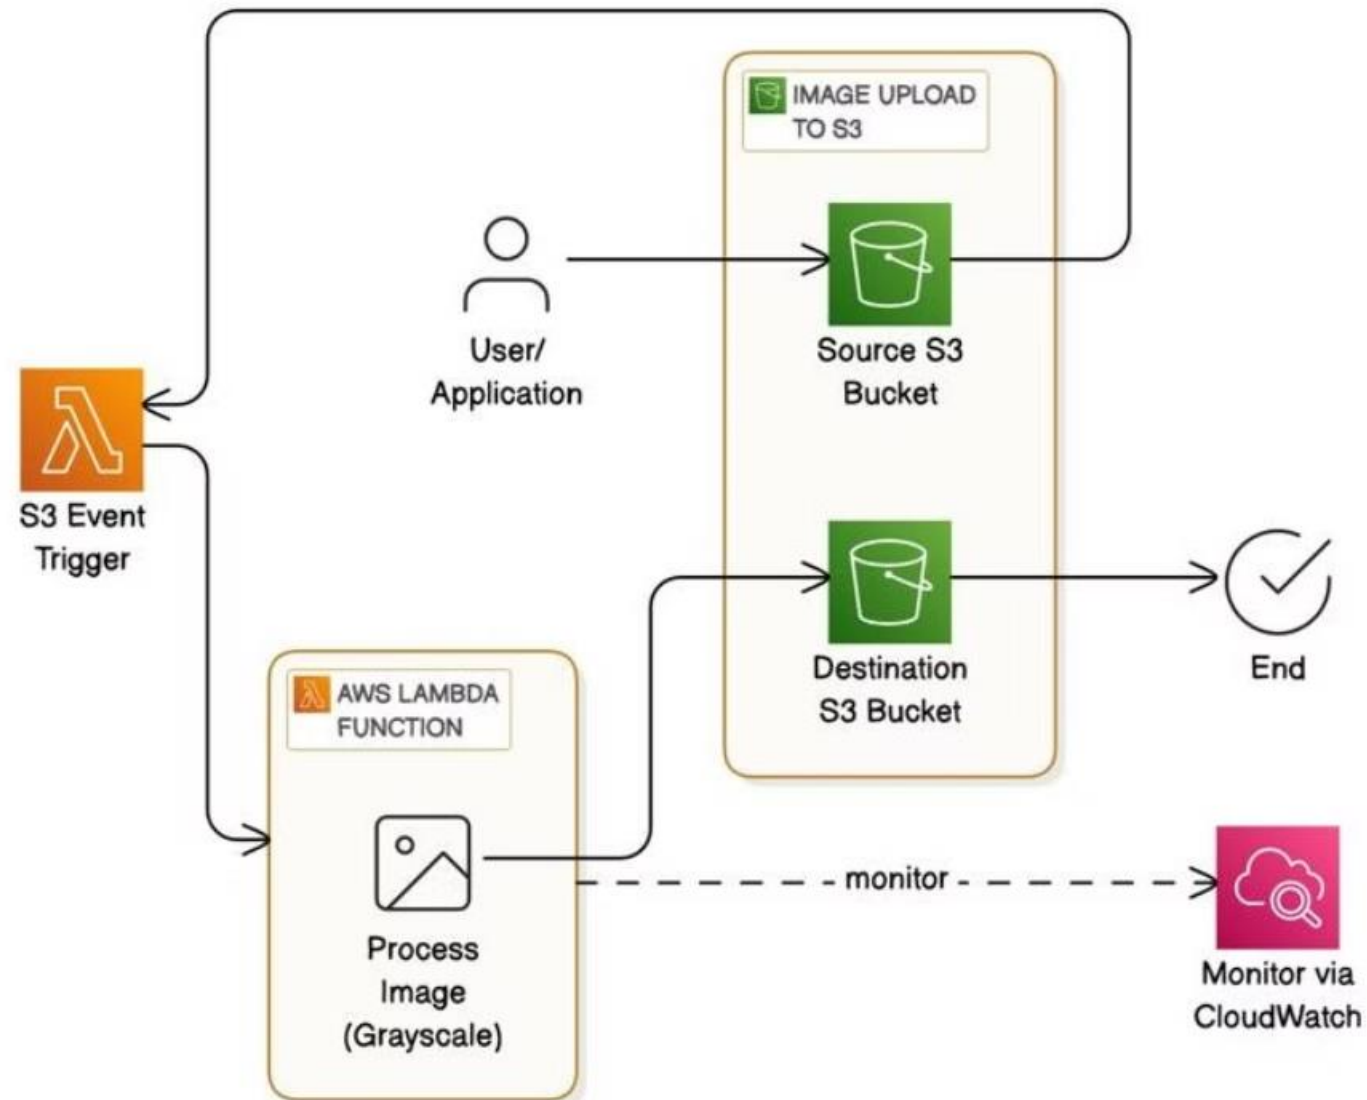 IMAGE UPLOAD
TO S3
User/
Application
Source S3
Bucket
S3 Event
Trigger
Destination
S3 Bucket
End
AWS LAMBDA
FUNCTION
Process
Image
(Grayscale)
monitor
Monitor via
CloudWatch